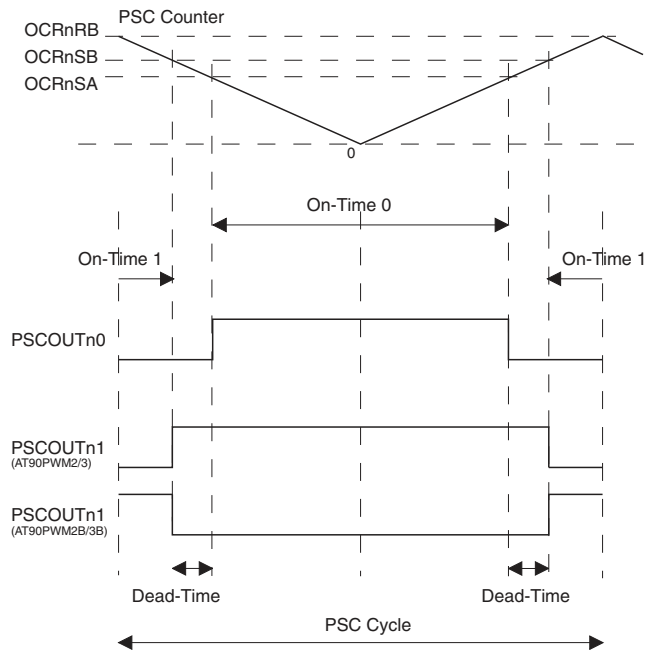 PSC Counter
OCRnRB
OCRnSB
OCRnSA
0
On-Time 0
On-Time 1
On-Time 1
PSCOUTn0
PSCOUTn1
(AT90PWM2/3)
PSCOUTn1
(AT90PWM2B/3B)
Dead-Time
Dead-Time
PSC Cycle